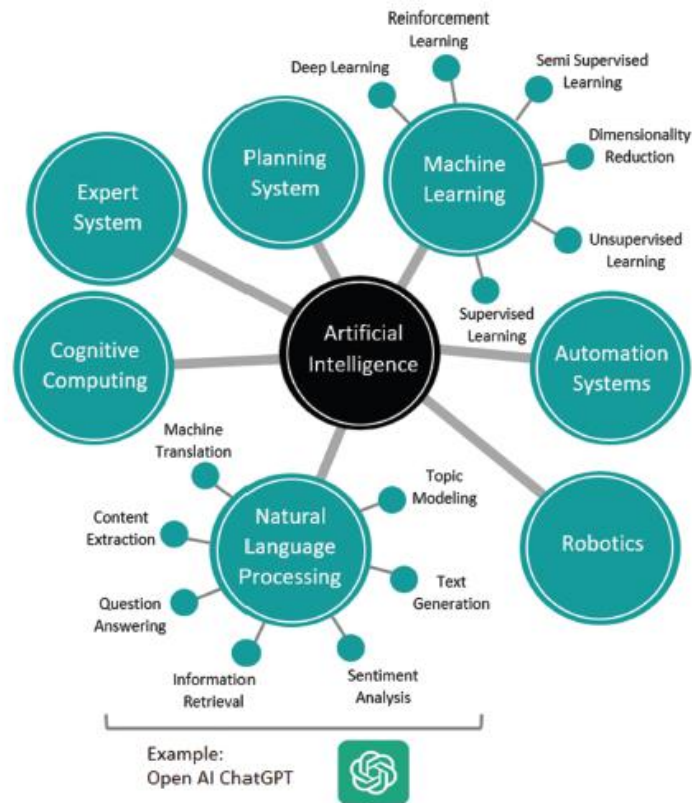 Reinforcement
Learning
Deep Learning
Semi Supervised
Learning
Dimensionality
Reduction
Unsupervised
Learning
Supervised
Learning
Machine
Learning
Planning
System
Expert
System
Cognitive
Computing
Artificial
Intelligence
Automation
Systems
Robotics
Natural
Language
Processing
Machine
Translation
Content
Extraction
Question
Answering
Information
Retrieval
Sentiment
Analysis
Text
Generation
Topic
Modeling
Example:
Open AI ChatGPT